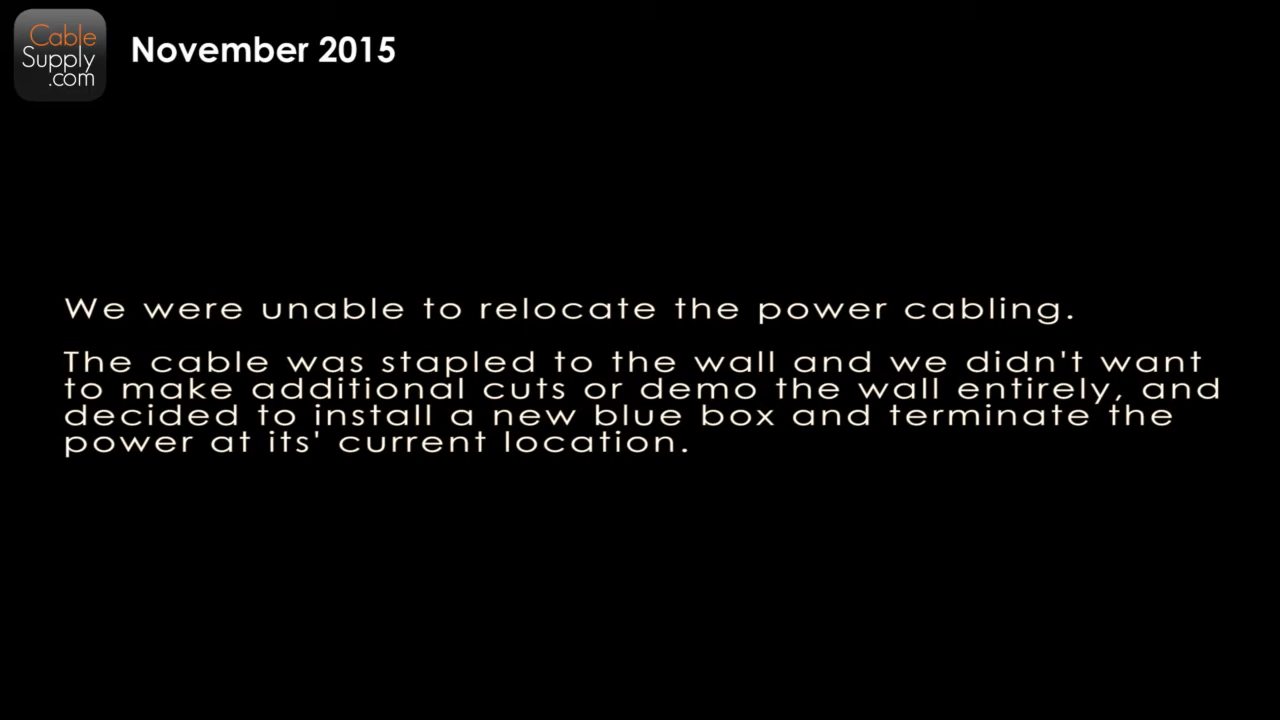 Cable
Supply
.com
November 2015
We were unable to relocate the power cabling.
The cable was stapled to the wall and we didn't want
to make additional cuts or demo the wall entirely, and
decided to install a new blue box and terminate the
power at its' current location.